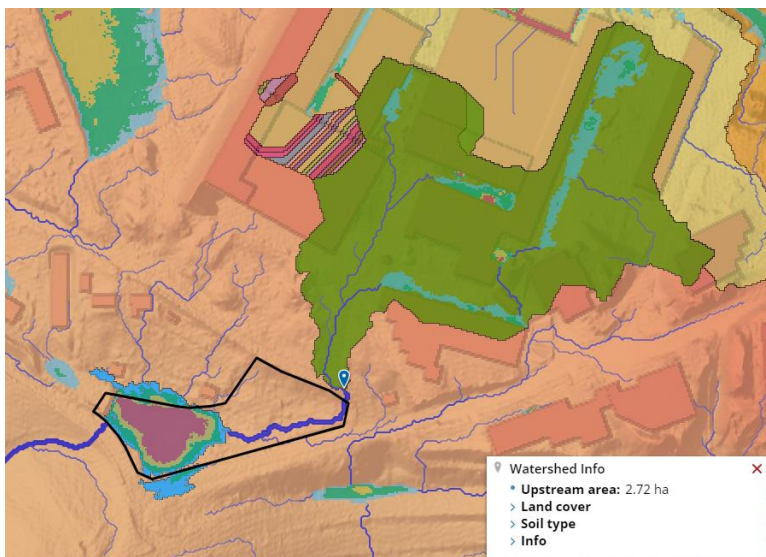 Watershed Info
Upstream area: 2.72 ha
Land cover
Soil type
Info